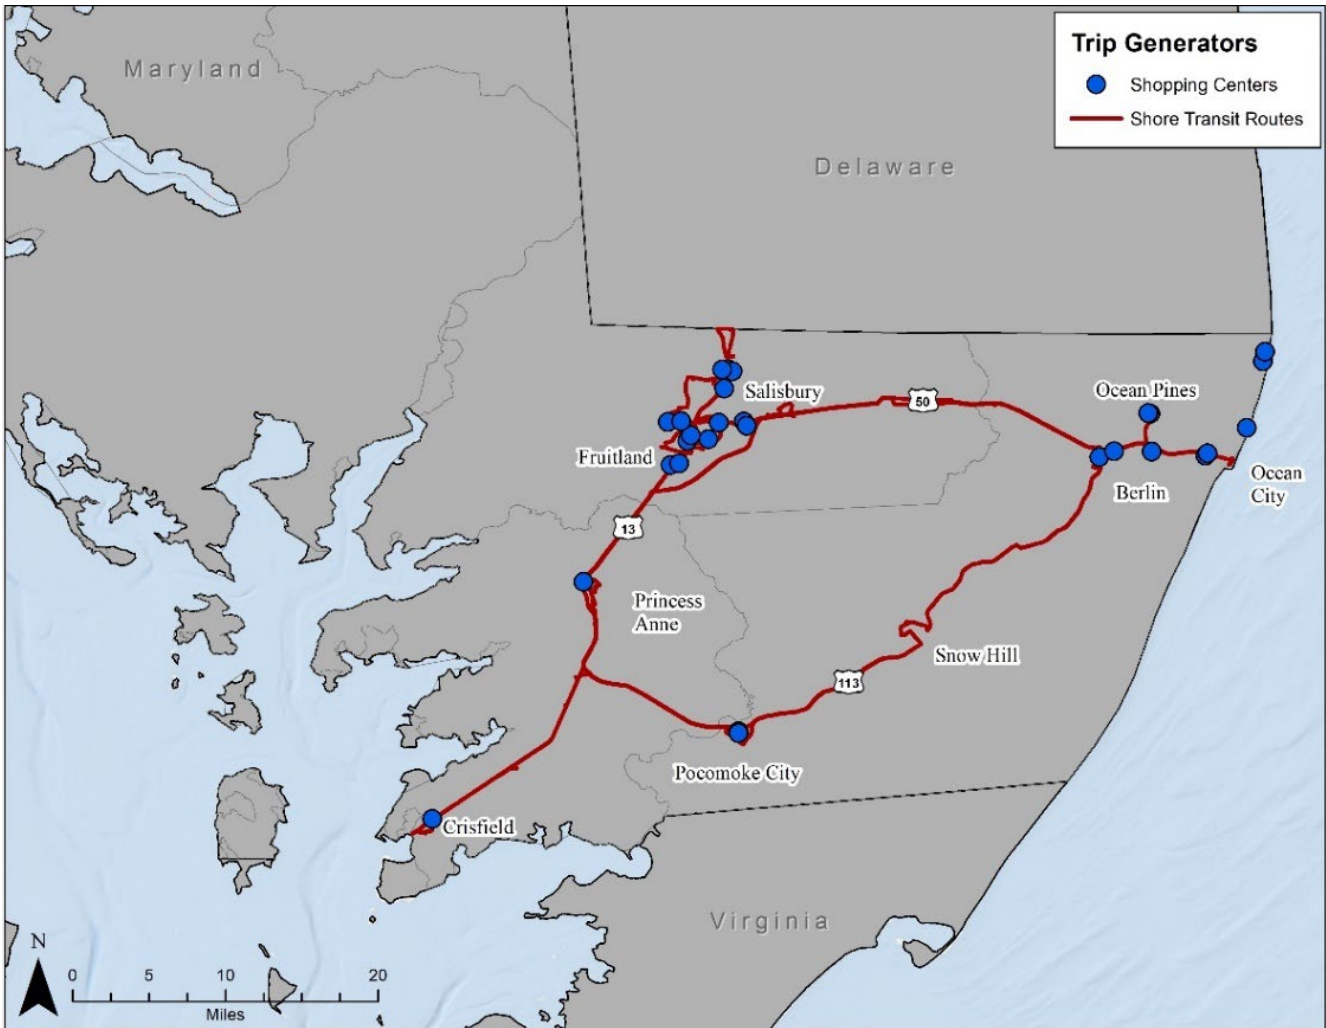 Maryland
Trip Generators
Shopping Centers
Shore Transit Routes
Delaware
Salisbury
50
Ocean Pines
Fruitland
Ocean
City
Berlin
13
Princess
Anne
Snow Hill
113
Pocomoke City
Crisfield
Virginia
N
0 5 10 20
Miles